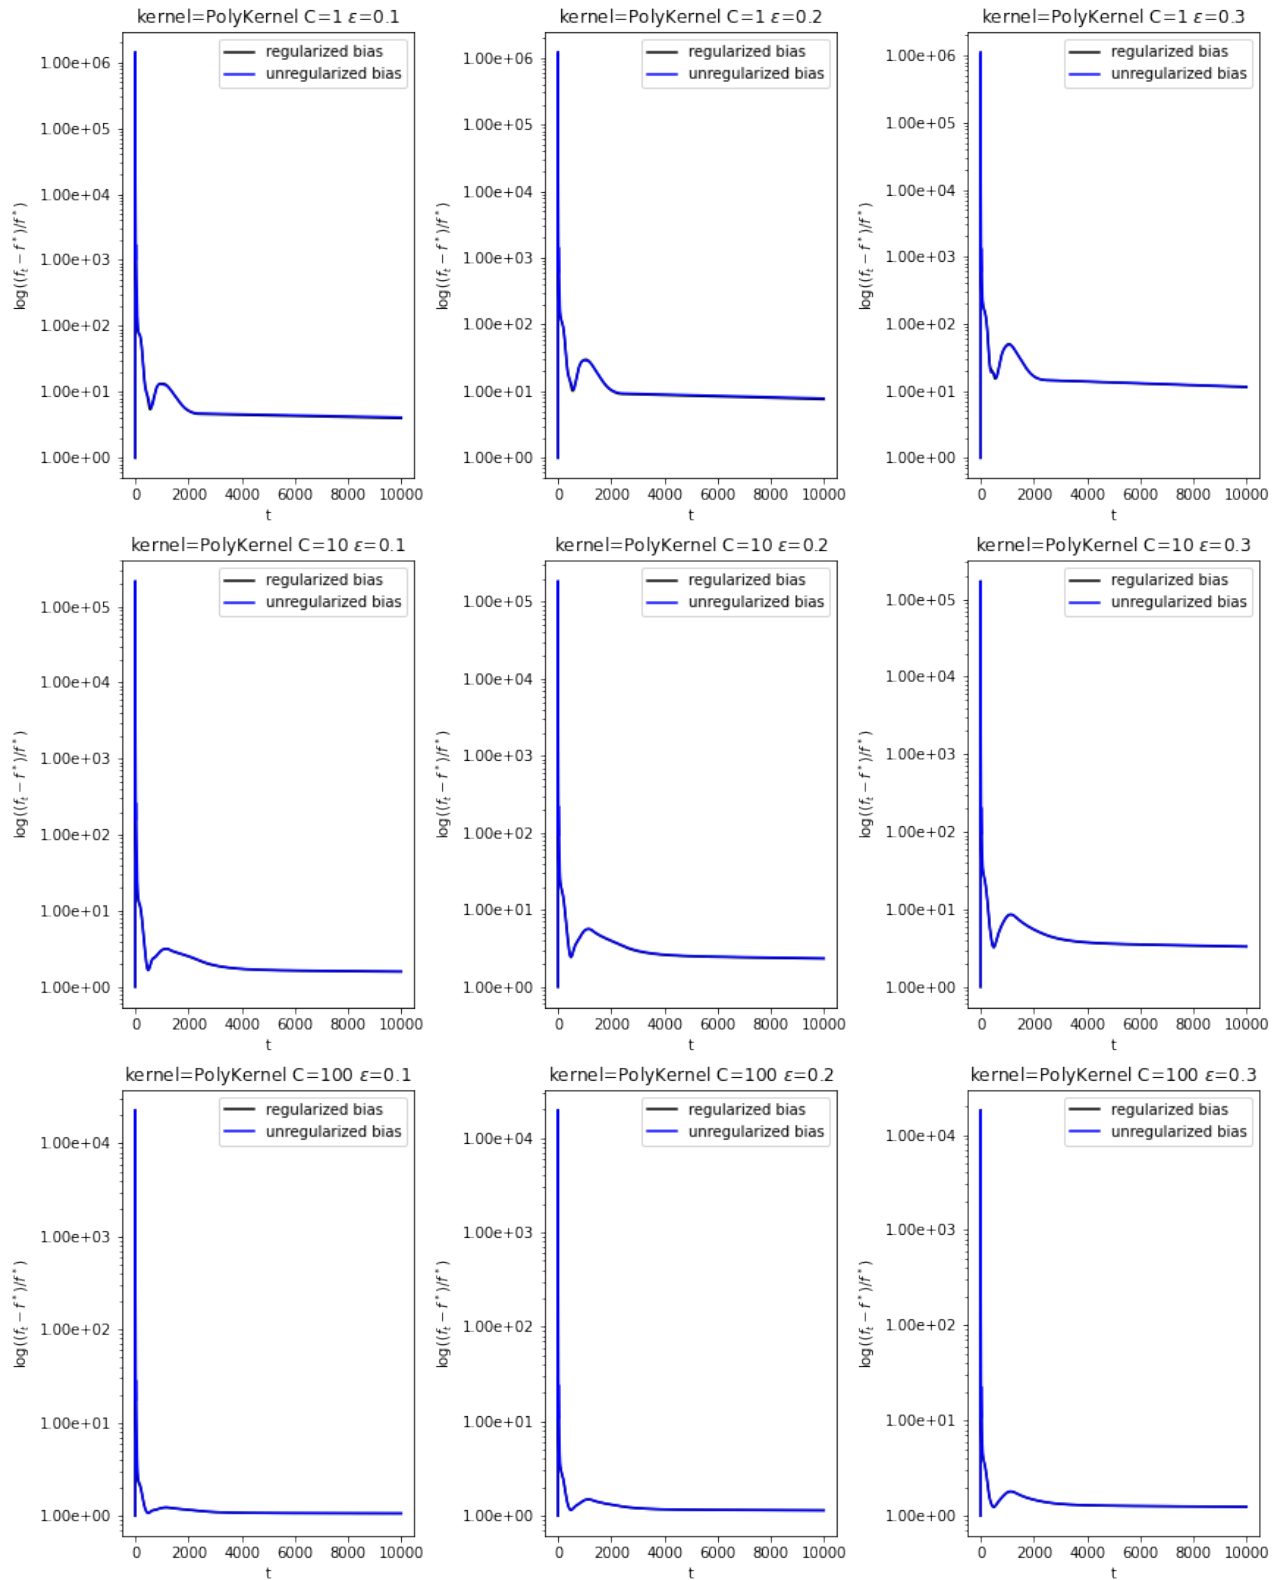 kernel=PolyKernel C=1 ε=0.1
regularized bias
unregularized bias
1.00e+06
1.00e+05
1.00e+04
1.00e+03
1.00e+02
1.00e+01
1.00e+00
log((f_t − f^*)/f^*)
0 2000 4000 6000 8000 10000
t
kernel=PolyKernel C=1 ε=0.2
regularized bias
unregularized bias
1.00e+06
1.00e+05
1.00e+04
1.00e+03
1.00e+02
1.00e+01
1.00e+00
log((f_t − f^*)/f^*)
0 2000 4000 6000 8000 10000
t
kernel=PolyKernel C=1 ε=0.3
regularized bias
unregularized bias
1.00e+06
1.00e+05
1.00e+04
1.00e+03
1.00e+02
1.00e+01
1.00e+00
log((f_t − f^*)/f^*)
0 2000 4000 6000 8000 10000
t
kernel=PolyKernel C=10 ε=0.1
regularized bias
unregularized bias
1.00e+05
1.00e+04
1.00e+03
1.00e+02
1.00e+01
1.00e+00
log((f_t − f^*)/f^*)
0 2000 4000 6000 8000 10000
t
kernel=PolyKernel C=10 ε=0.2
regularized bias
unregularized bias
1.00e+05
1.00e+04
1.00e+03
1.00e+02
1.00e+01
1.00e+00
log((f_t − f^*)/f^*)
0 2000 4000 6000 8000 10000
t
kernel=PolyKernel C=10 ε=0.3
regularized bias
unregularized bias
1.00e+05
1.00e+04
1.00e+03
1.00e+02
1.00e+01
1.00e+00
log((f_t − f^*)/f^*)
0 2000 4000 6000 8000 10000
t
kernel=PolyKernel C=100 ε=0.1
regularized bias
unregularized bias
1.00e+04
1.00e+03
1.00e+02
1.00e+01
1.00e+00
log((f_t − f^*)/f^*)
0 2000 4000 6000 8000 10000
t
kernel=PolyKernel C=100 ε=0.2
regularized bias
unregularized bias
1.00e+04
1.00e+03
1.00e+02
1.00e+01
1.00e+00
log((f_t − f^*)/f^*)
0 2000 4000 6000 8000 10000
t
kernel=PolyKernel C=100 ε=0.3
regularized bias
unregularized bias
1.00e+04
1.00e+03
1.00e+02
1.00e+01
1.00e+00
log((f_t − f^*)/f^*)
0 2000 4000 6000 8000 10000
t